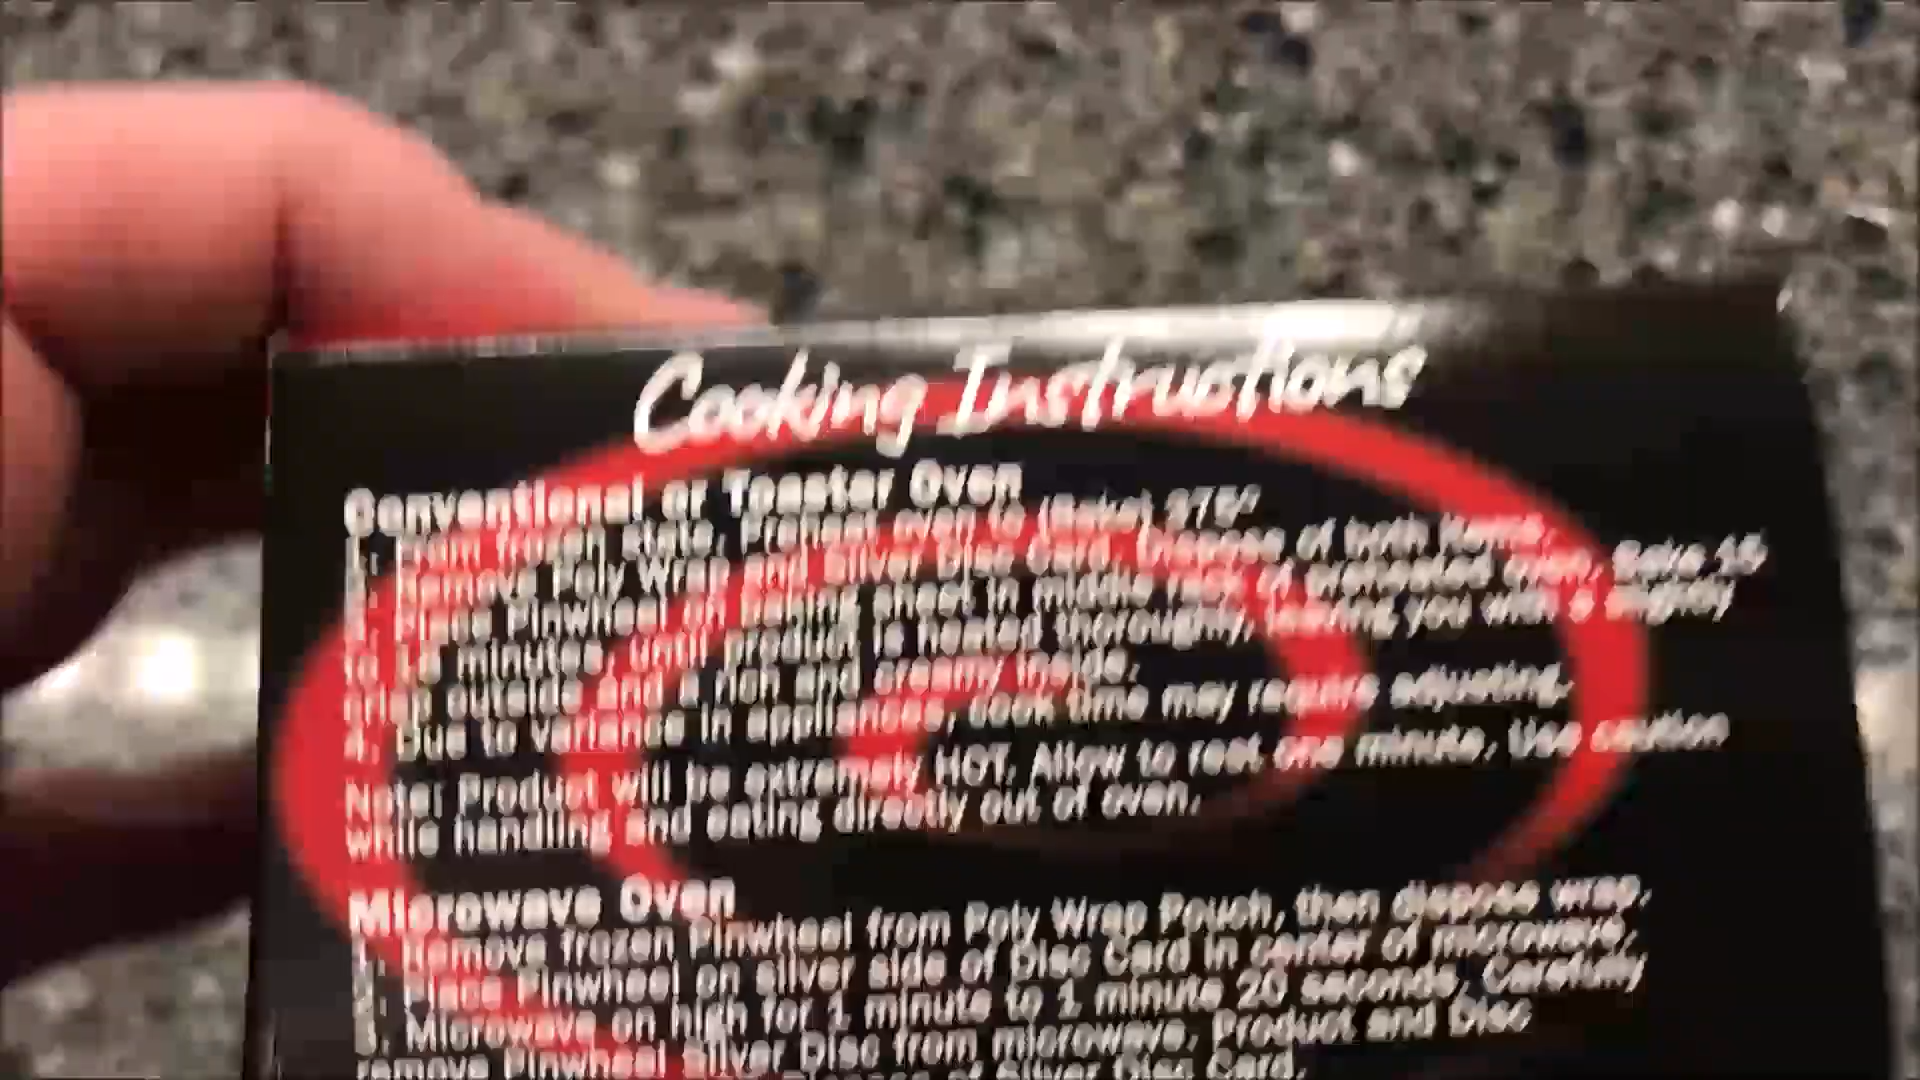 Cooking Instructions
Conventional or Toaster Oven
1. From frozen state, Preheat oven to (Bake) 375°
2. Remove Poly Wrap and Silver Disc Card. Dispose of both items.
3. Place Pinwheel on baking sheet in middle rack of preheated oven. Bake 15
to 18 minutes, until product is heated thoroughly, leaving you with a slightly
crisp outside and a rich and creamy inside.
4. Due to variance in appliances, cook time may require adjusting.
Note: Product will be extremely HOT. Allow to rest one minute. Use caution
while handling and eating directly out of oven.
Microwave Oven
1. Remove frozen Pinwheel from Poly Wrap Pouch, then dispose wrap.
2. Place Pinwheel on silver side of Disc Card in center of microwave.
3. Microwave on high for 1 minute to 1 minute 20 seconds. Carefully
remove Pinwheel Silver Disc from microwave. Product and Disc
of Silver Disc Card.